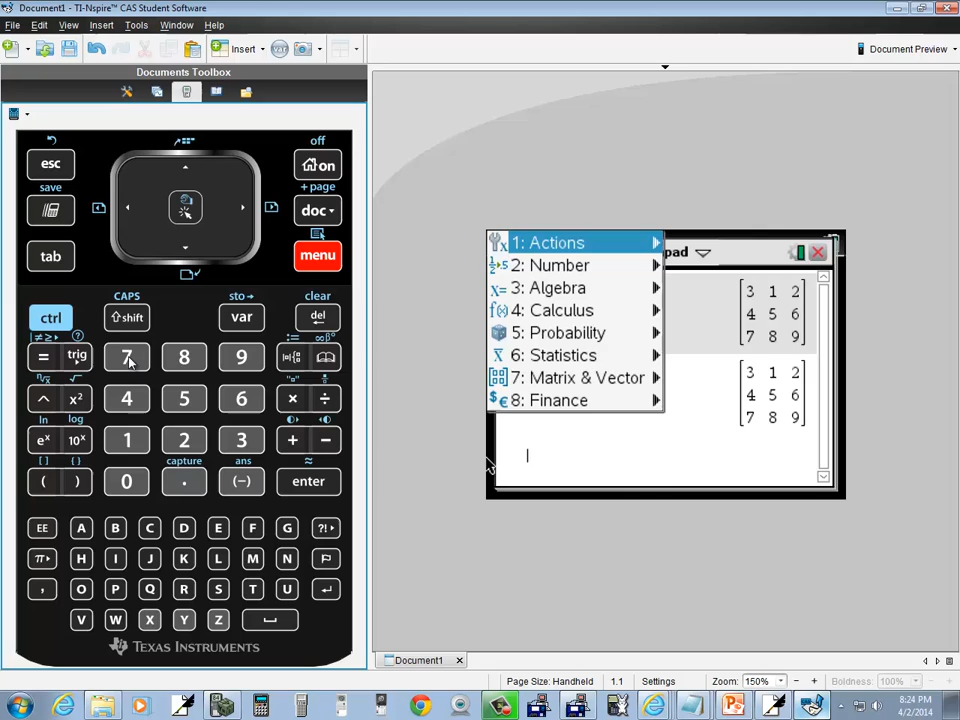 Document1 - TI-Nspire™ CAS Student Software
File Edit View Insert Tools Window Help
Insert Document Preview
Documents Toolbox
off
esc on
save + page
doc
tab menu
CAPS sto→ clear
ctrl shift var del
|≠≥▸ ? := ∞β°
= trig 7 8 9
ⁿ√x √
^ x² 4 5 6 × ÷
ln log
eˣ 10ˣ 1 2 3 + −
[ ] { } capture ans ≈
( ) 0 . (−) enter
EE A B C D E F G ?!▸
π▸ H I J K L M N
, O P Q R S T U
V W X Y Z
TEXAS INSTRUMENTS
pad
1: Actions
2: Number
3: Algebra
4: Calculus
5: Probability
6: Statistics
7: Matrix & Vector
8: Finance
3 1 2
4 5 6
7 8 9
3 1 2
4 5 6
7 8 9
Document1
Page Size: Handheld 1.1 Settings Zoom: 150% − + Boldness: 100%
8:24 PM
4/2/2014